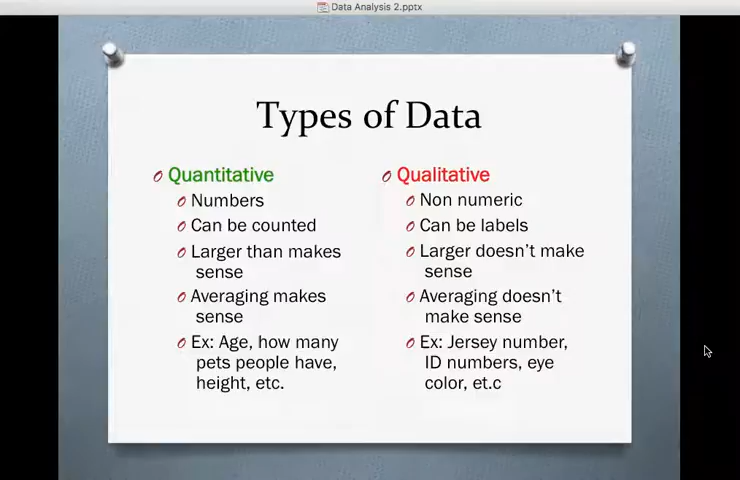 Data Analysis 2.pptx
Types of Data
Quantitative
Numbers
Can be counted
Larger than makes
sense
Averaging makes
sense
Ex: Age, how many
pets people have,
height, etc.
Qualitative
Non numeric
Can be labels
Larger doesn't make
sense
Averaging doesn't
make sense
Ex: Jersey number,
ID numbers, eye
color, et.c